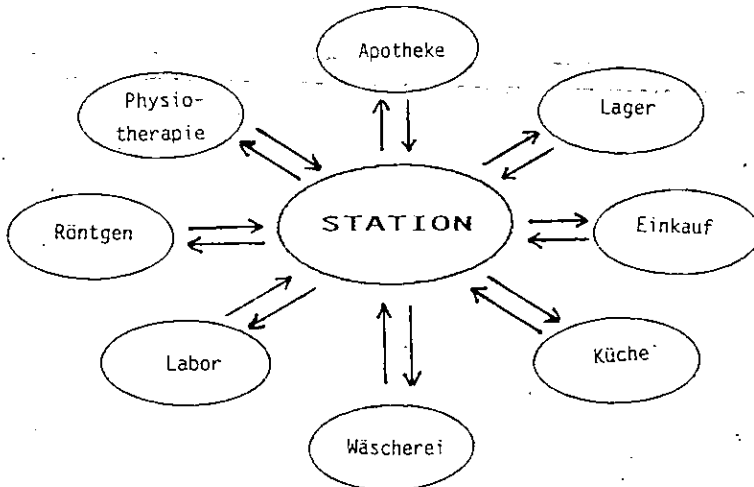 Apotheke
Physio-
therapie
Lager
STATION
Röntgen
Einkauf
Labor
Küche
Wäscherei